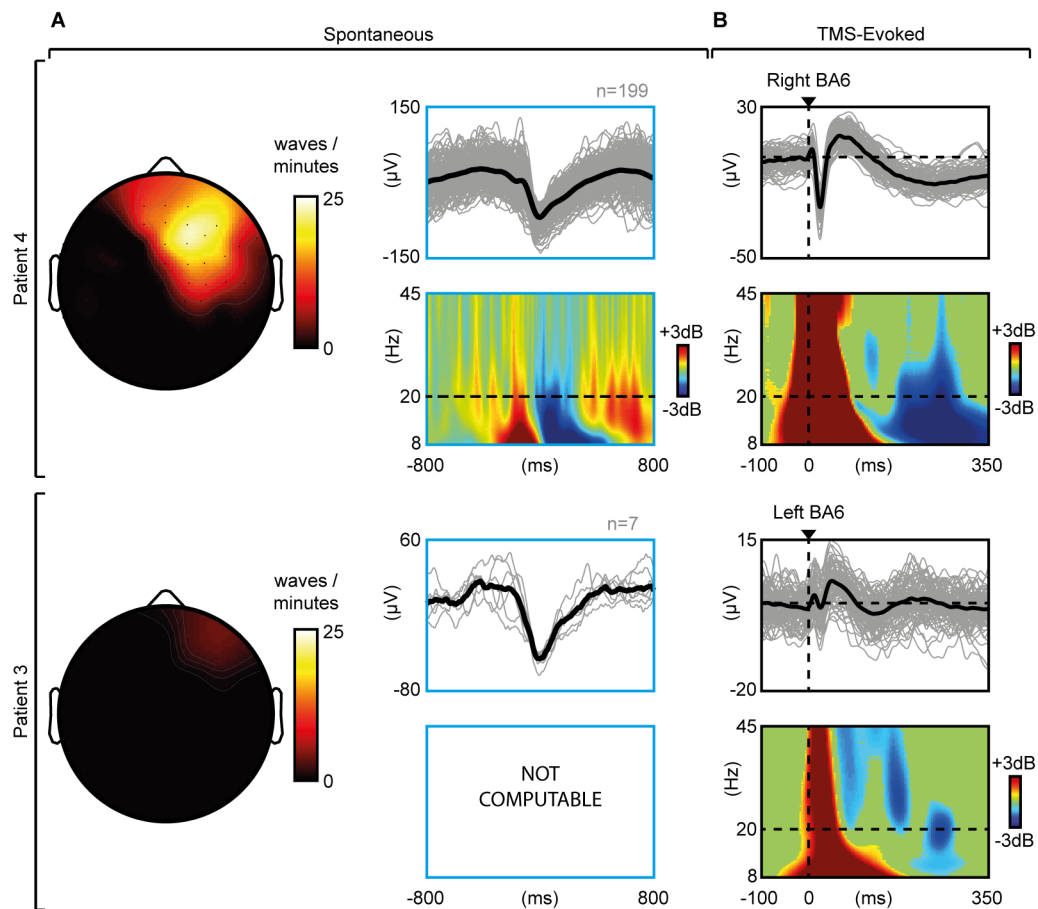 A
B
Spontaneous
TMS-Evoked
Patient 4
waves /
minutes
25
0
n=199
150
(µV)
-150
45
(Hz)
20
8
-800
(ms)
800
+3dB
-3dB
Right BA6
30
(µV)
-50
45
(Hz)
20
8
-100
0
(ms)
350
+3dB
-3dB
Patient 3
waves /
minutes
25
0
n=7
60
(µV)
-80
NOT
COMPUTABLE
-800
(ms)
800
Left BA6
15
(µV)
-20
45
(Hz)
20
8
-100
0
(ms)
350
+3dB
-3dB